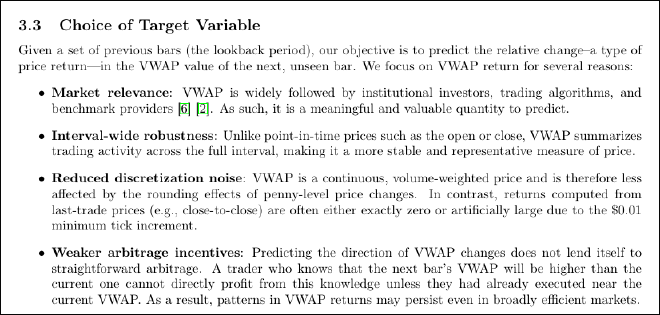 3.3 Choice of Target Variable
Given a set of previous bars (the lookback period), our objective is to predict the relative change–a type of
price return—in the VWAP value of the next, unseen bar. We focus on VWAP return for several reasons:
• Market relevance: VWAP is widely followed by institutional investors, trading algorithms, and
benchmark providers [6] [2]. As such, it is a meaningful and valuable quantity to predict.
• Interval-wide robustness: Unlike point-in-time prices such as the open or close, VWAP summarizes
trading activity across the full interval, making it a more stable and representative measure of price.
• Reduced discretization noise: VWAP is a continuous, volume-weighted price and is therefore less
affected by the rounding effects of penny-level price changes. In contrast, returns computed from
last-trade prices (e.g., close-to-close) are often either exactly zero or artificially large due to the $0.01
minimum tick increment.
• Weaker arbitrage incentives: Predicting the direction of VWAP changes does not lend itself to
straightforward arbitrage. A trader who knows that the next bar's VWAP will be higher than the
current one cannot directly profit from this knowledge unless they had already executed near the
current VWAP. As a result, patterns in VWAP returns may persist even in broadly efficient markets.